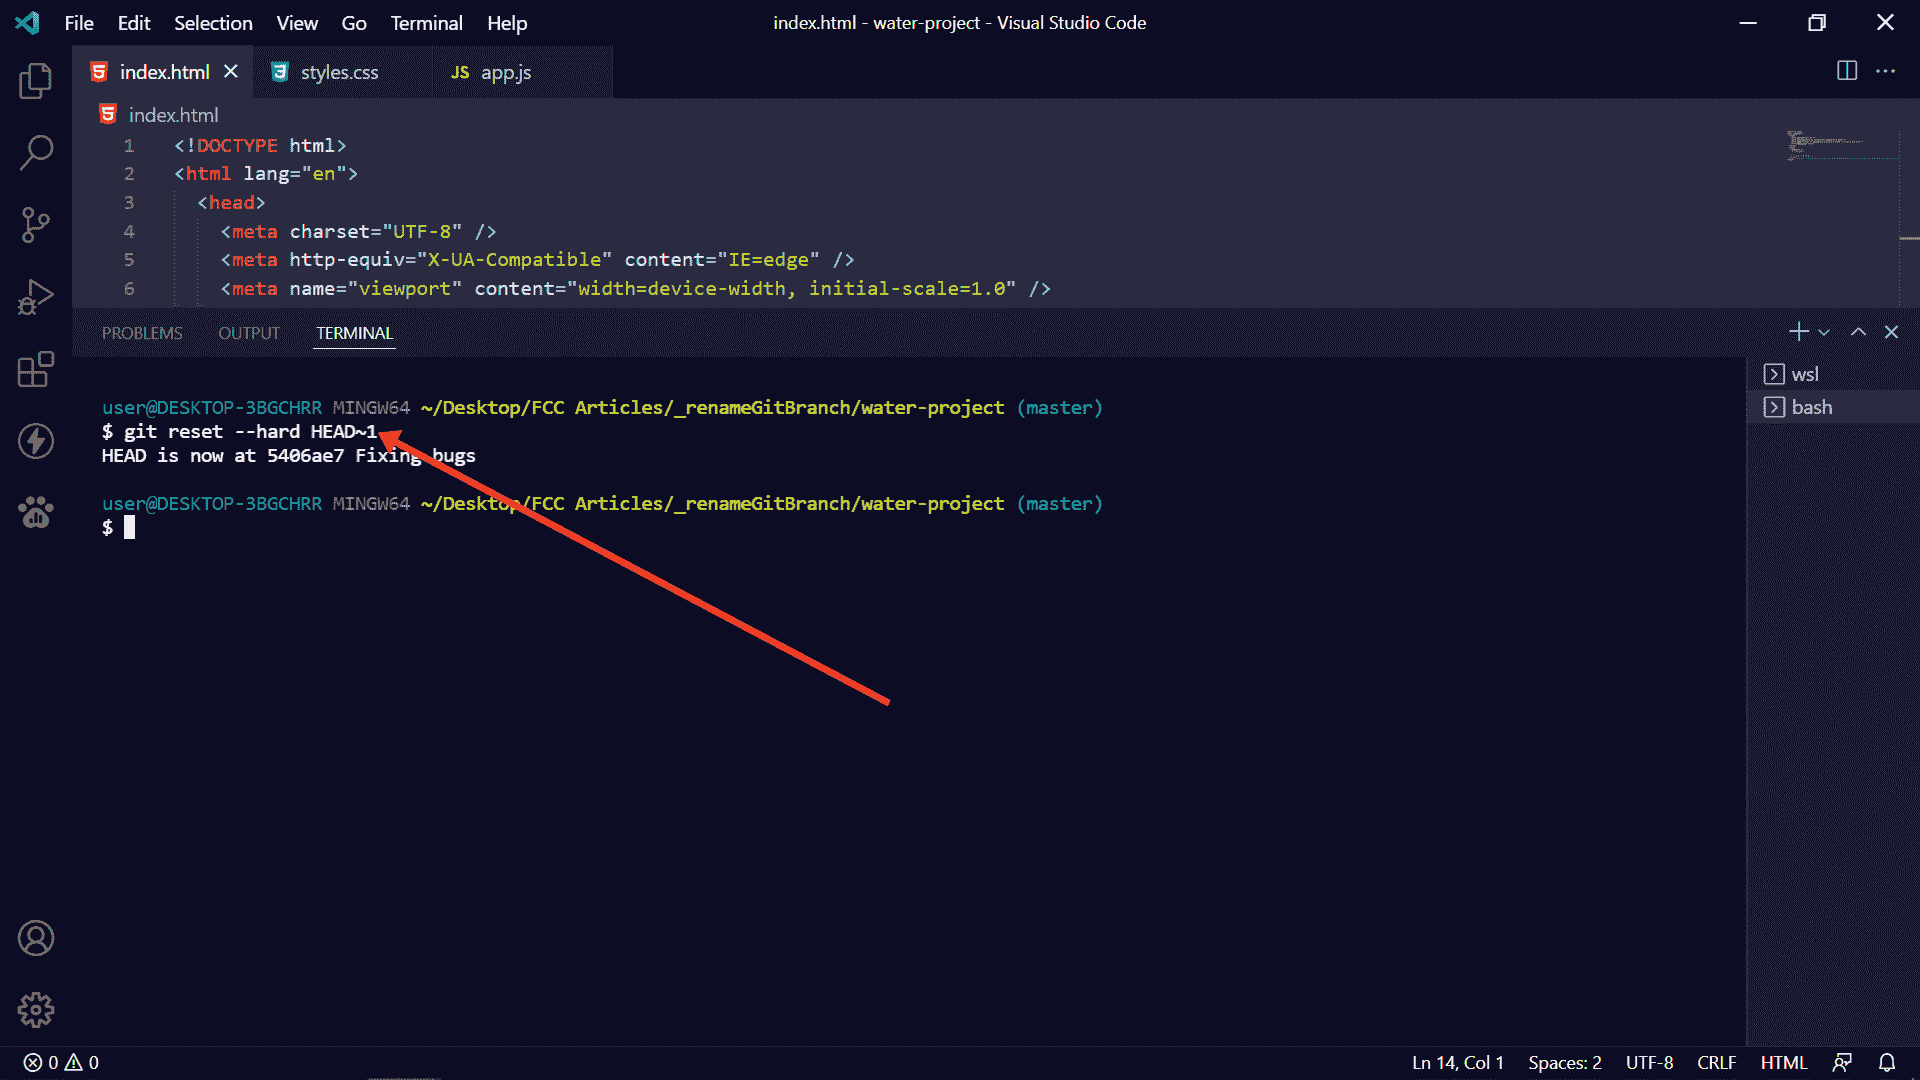 File Edit Selection View Go Terminal Help index.html - water-project - Visual Studio Code
index.html styles.css JS app.js
index.html
1 <!DOCTYPE html>
2 <html lang="en">
3 <head>
4 <meta charset="UTF-8" />
5 <meta http-equiv="X-UA-Compatible" content="IE=edge" />
6 <meta name="viewport" content="width=device-width, initial-scale=1.0" />
PROBLEMS OUTPUT TERMINAL
wsl
bash
user@DESKTOP-3BGCHRR MINGW64 ~/Desktop/FCC Articles/_renameGitBranch/water-project (master)
$ git reset --hard HEAD~1
HEAD is now at 5406ae7 Fixing bugs
user@DESKTOP-3BGCHRR MINGW64 ~/Desktop/FCC Articles/_renameGitBranch/water-project (master)
$
0 0 Ln 14, Col 1 Spaces: 2 UTF-8 CRLF HTML